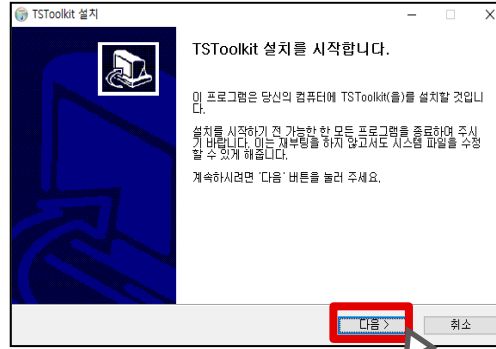 TSToolkit 설치
TSToolkit 설치를 시작합니다.
이 프로그램은 당신의 컴퓨터에 TSToolkit(을)를 설치할 것입니
다.
설치를 시작하기 전 가능한 한 모든 프로그램을 종료하여 주시
기 바랍니다. 이는 재부팅을 하지 않고서도 시스템 파일을 수정
할 수 있게 해줍니다.
계속하시려면 '다음' 버튼을 눌러 주세요.
다음 > 취소